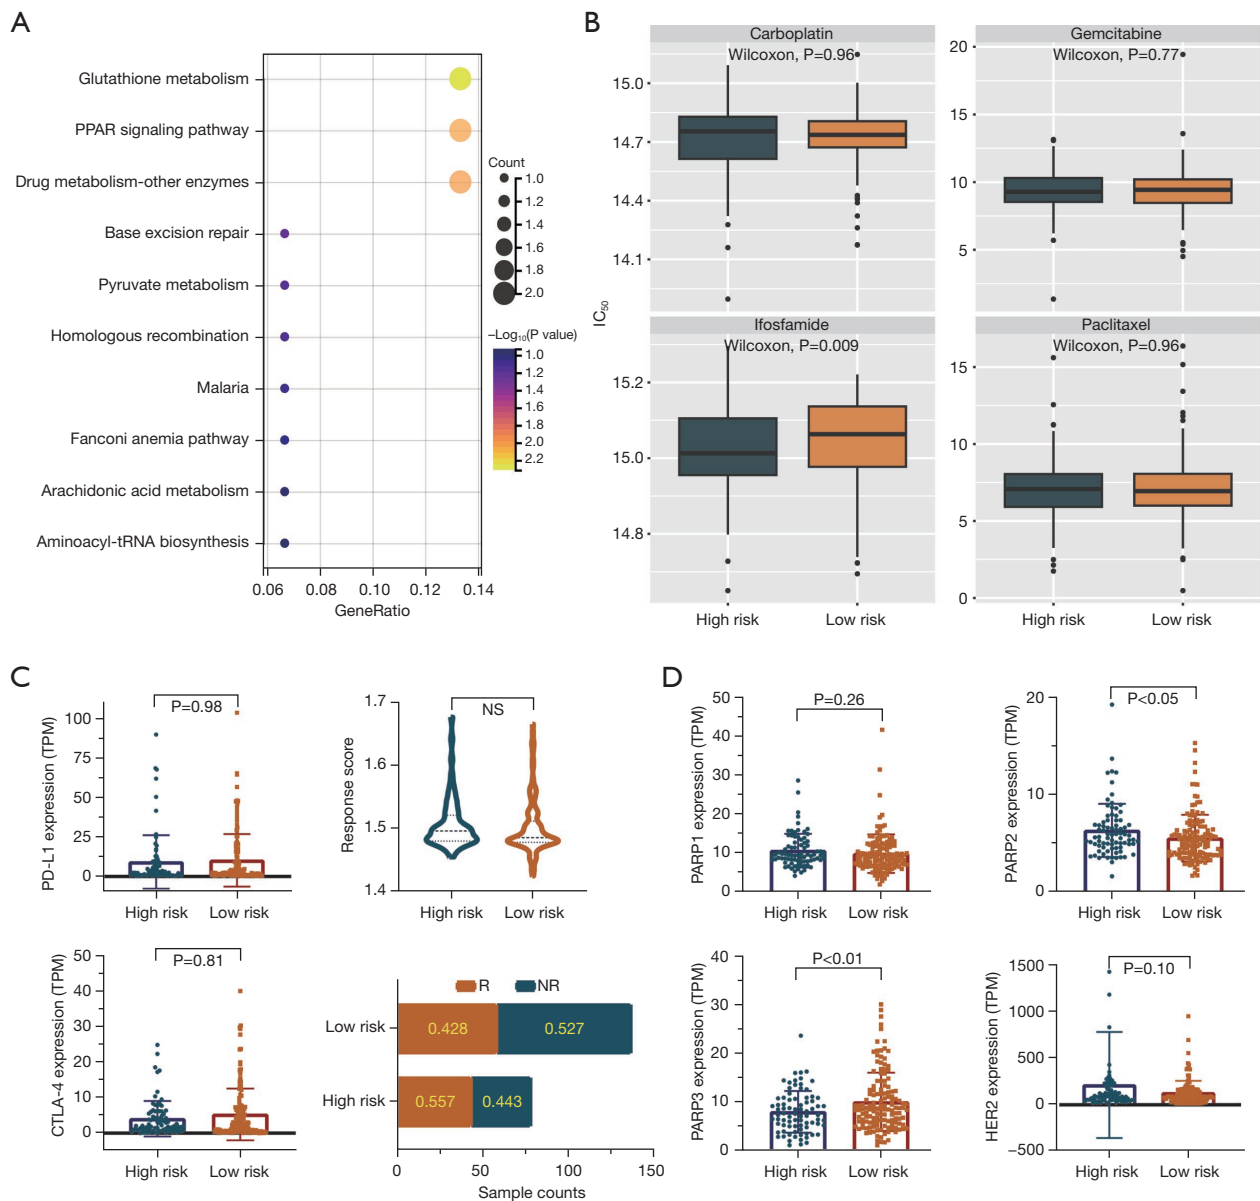 A
Glutathione metabolism
PPAR signaling pathway
Drug metabolism-other enzymes
Base excision repair
Pyruvate metabolism
Homologous recombination
Malaria
Fanconi anemia pathway
Arachidonic acid metabolism
Aminoacyl-tRNA biosynthesis
0.06 0.08 0.10 0.12 0.14
GeneRatio
Count
1.0
1.2
1.4
1.6
1.8
2.0
–Log₁₀(P value)
1.0
1.2
1.4
1.6
1.8
2.0
2.2
B
IC₅₀
Carboplatin
Wilcoxon, P=0.96
15.0
14.7
14.4
14.1
Gemcitabine
Wilcoxon, P=0.77
20
15
10
5
Ifosfamide
Wilcoxon, P=0.009
15.2
15.0
14.8
High risk Low risk
Paclitaxel
Wilcoxon, P=0.96
15
10
5
0
High risk Low risk
C
PD-L1 expression (TPM)
P=0.98
100
75
50
25
0
High risk Low risk
Response score
NS
1.7
1.6
1.5
1.4
High risk Low risk
CTLA-4 expression (TPM)
P=0.81
50
40
30
20
10
0
High risk Low risk
R NR
Low risk 0.428 0.527
High risk 0.557 0.443
0 50 100 150
Sample counts
D
PARP1 expression (TPM)
P=0.26
50
40
30
20
10
0
High risk Low risk
PARP2 expression (TPM)
P<0.05
20
10
0
High risk Low risk
PARP3 expression (TPM)
P<0.01
40
30
20
10
0
High risk Low risk
HER2 expression (TPM)
P=0.10
1500
1000
500
0
–500
High risk Low risk